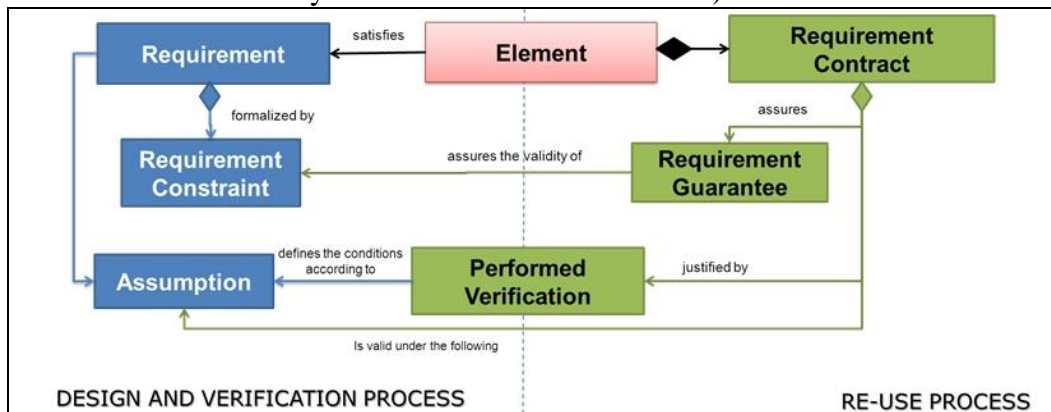 satisfies
Requirement
Element
Requirement
Contract
formalized by
assures
Requirement
Constraint
assures the validity of
Requirement
Guarantee
defines the conditions
according to
Assumption
Performed
Verification
justified by
Is valid under the following
DESIGN AND VERIFICATION PROCESS
RE-USE PROCESS